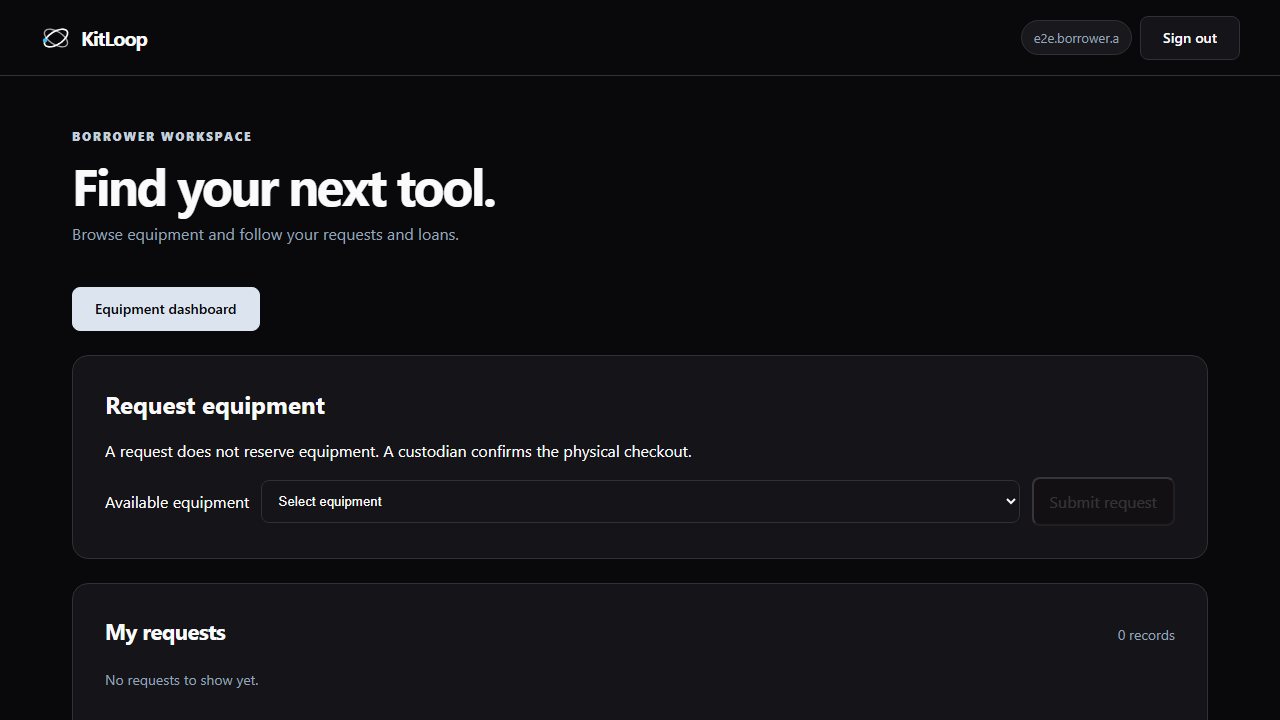 KitLoop
e2e.borrower.a
Sign out
BORROWER WORKSPACE
Find your next tool.
Browse equipment and follow your requests and loans.
Equipment dashboard
Request equipment
A request does not reserve equipment. A custodian confirms the physical checkout.
Available equipment
Select equipment
Submit request
My requests
0 records
No requests to show yet.